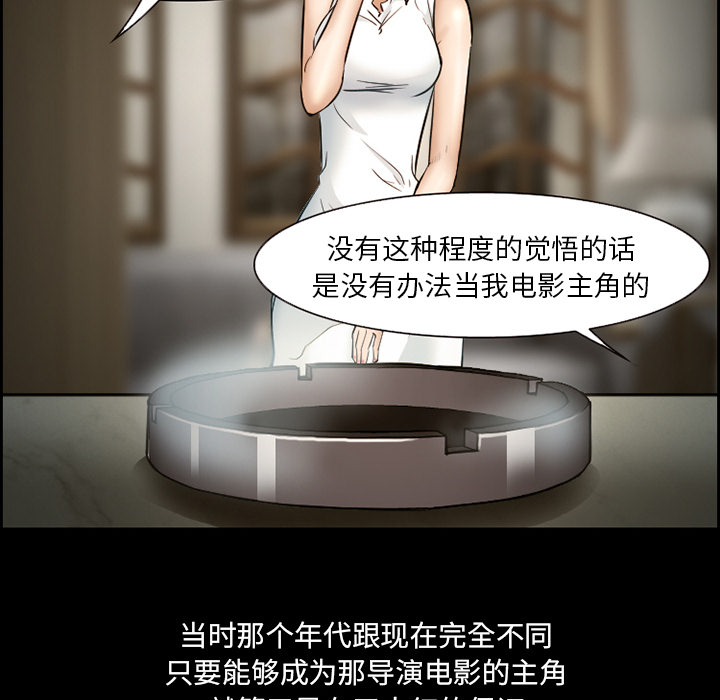 没有这种程度的觉悟的话
是没有办法当我电影主角的
当时那个年代跟现在完全不同
只要能够成为那导演电影的主角